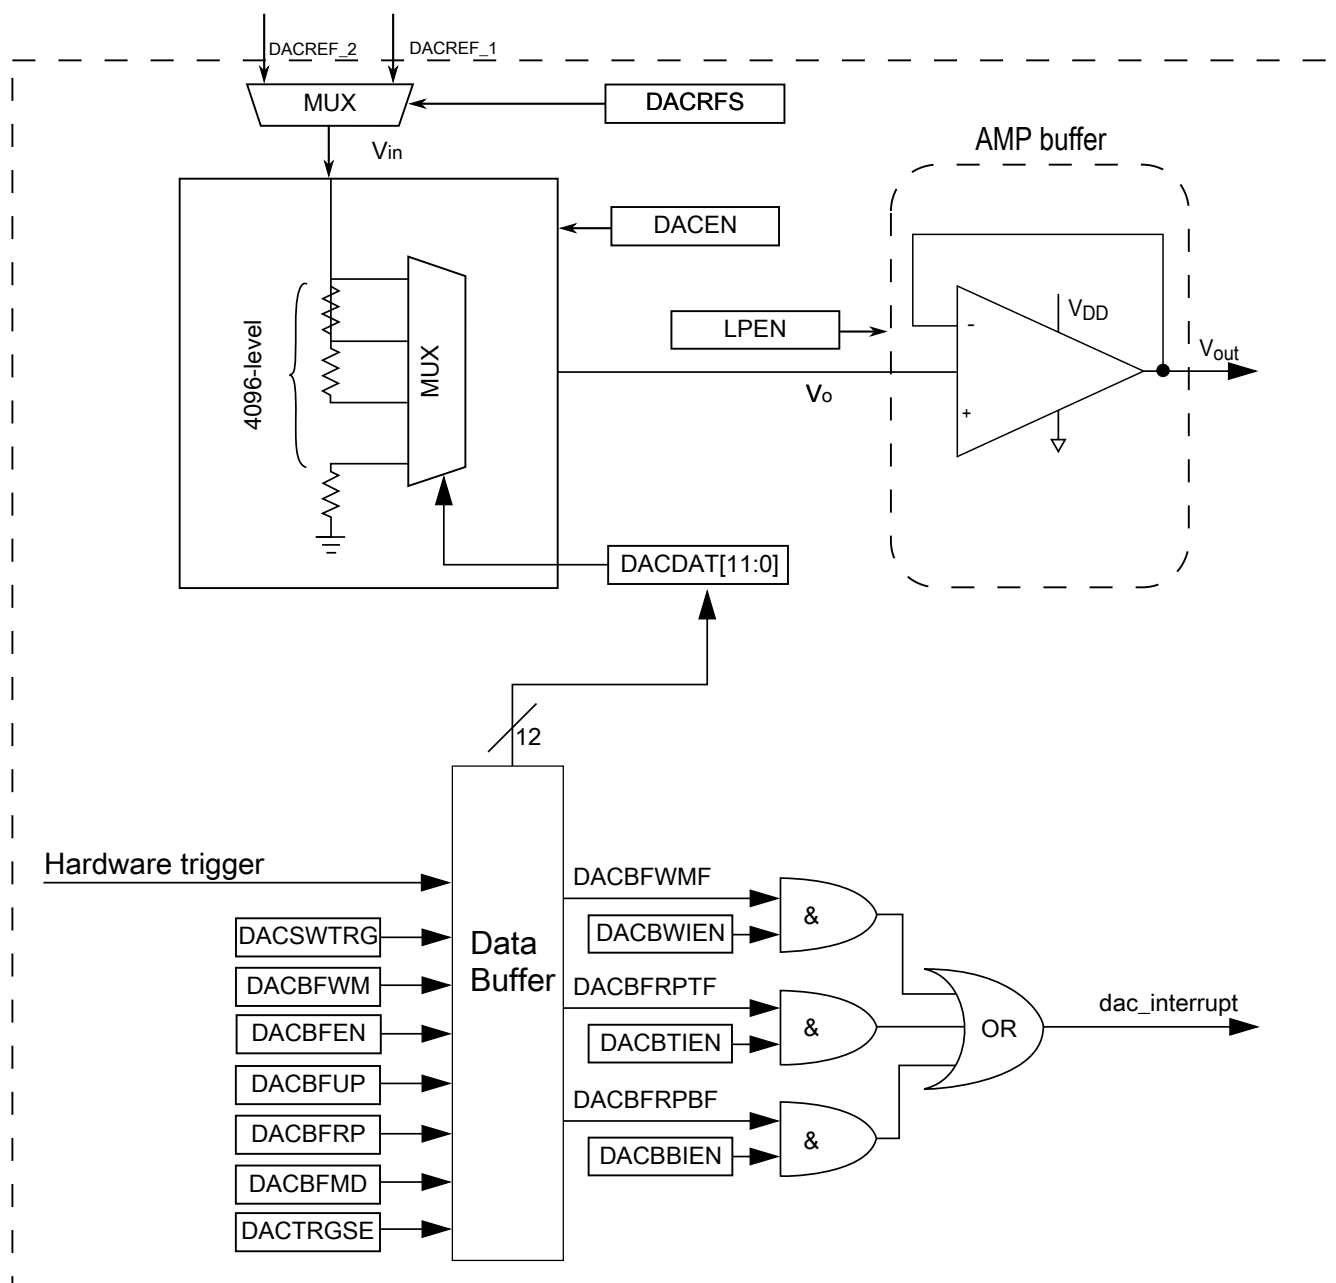 DACREF_2
DACREF_1
MUX
DACRFS
Vin
AMP buffer
DACEN
4096-level
MUX
LPEN
VDD
-
+
Vo
Vout
DACDAT[11:0]
12
Hardware trigger
DACSWTRG
DACBFWM
DACBFEN
DACBFUP
DACBFRP
DACBFMD
DACTRGSE
Data
Buffer
DACBFWMF
DACBWIEN
&
DACBFRPTF
DACBTIEN
&
DACBFRPBF
DACBBIEN
&
OR
dac_interrupt